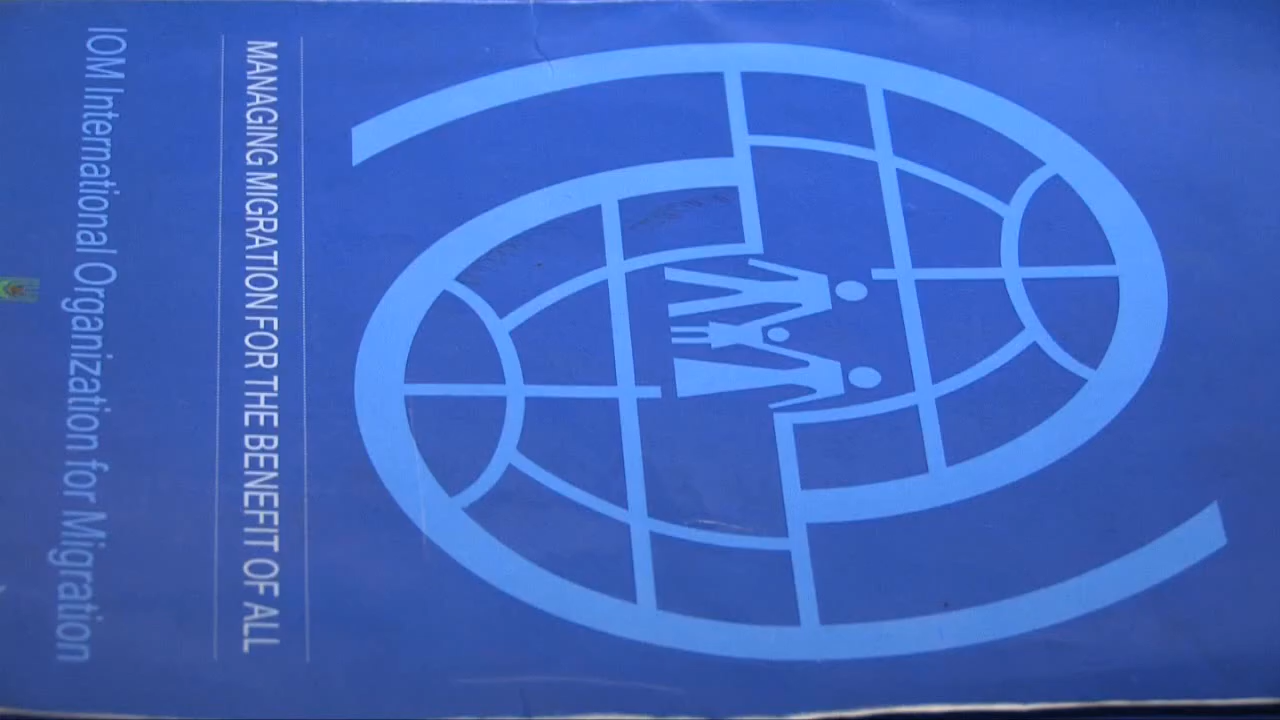 MANAGING MIGRATION FOR THE BENEFIT OF ALL
IOM International Organization for Migration